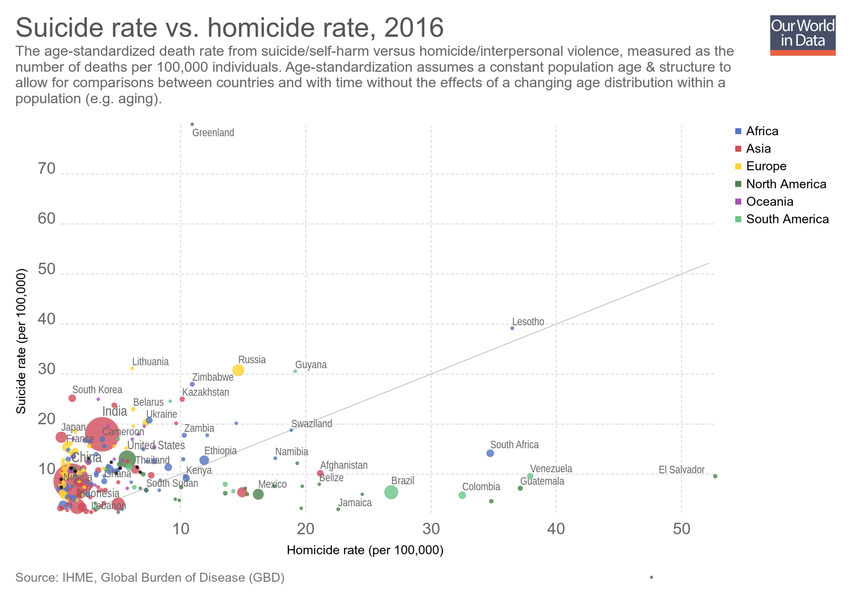 Suicide rate vs. homicide rate, 2016
Our World
in Data
The age-standardized death rate from suicide/self-harm versus homicide/interpersonal violence, measured as the
number of deaths per 100,000 individuals. Age-standardization assumes a constant population age & structure to
allow for comparisons between countries and with time without the effects of a changing age distribution within a
population (e.g. aging).
Africa
Asia
Europe
North America
Oceania
South America
Suicide rate (per 100,000)
70
60
50
40
30
20
10
Greenland
Lesotho
Lithuania
Russia
Guyana
Zimbabwe
South Korea
Kazakhstan
Belarus
India
Ukraine
Japan
Cameroon
Zambia
Swaziland
France
United States
South Africa
China
Thailand
Ethiopia
Namibia
Ghana
Kenya
Afghanistan
Venezuela
El Salvador
South Sudan
Mexico
Belize
Brazil
Guatemala
Colombia
Lebanon
Jamaica
10
20
30
40
50
Homicide rate (per 100,000)
Source: IHME, Global Burden of Disease (GBD)